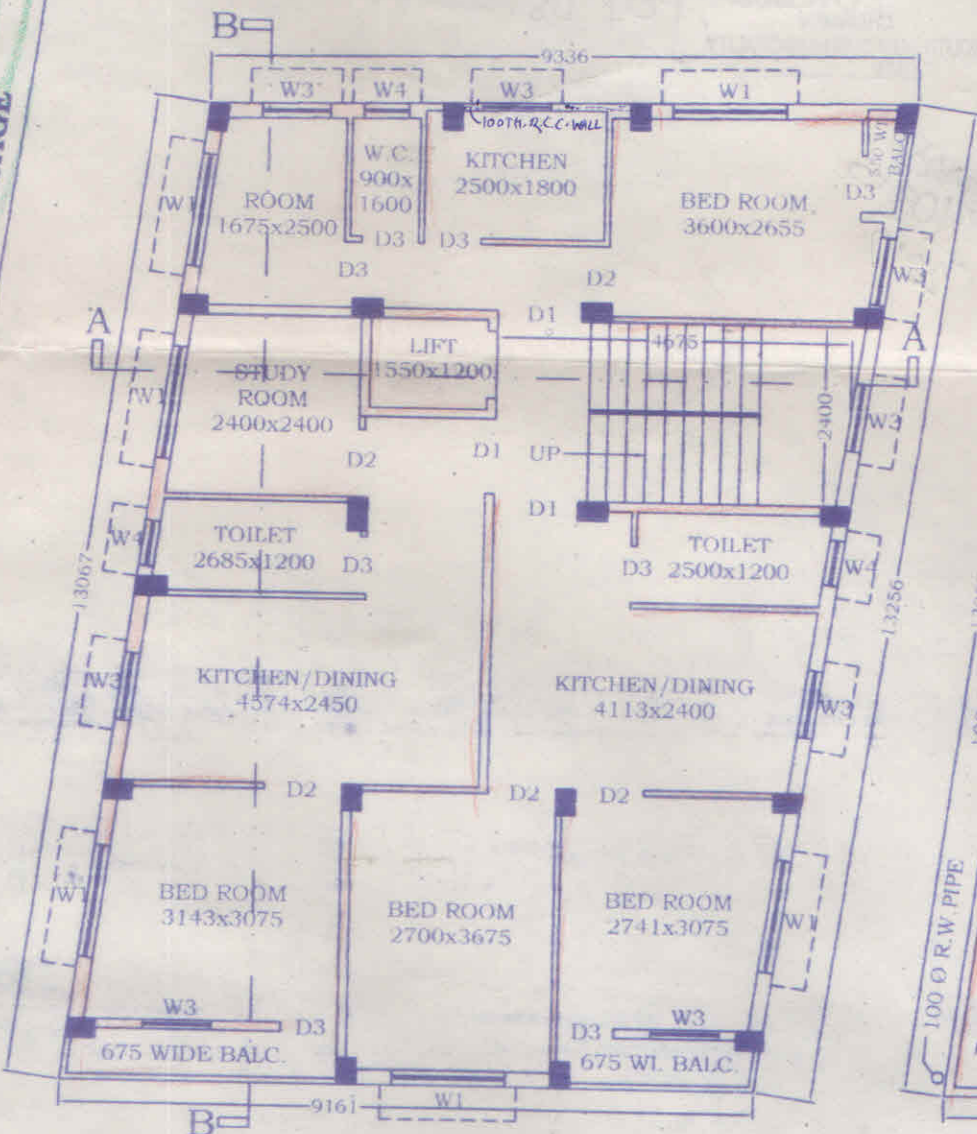 B
9336
W3
W4
W3
W1
100TH. R.C.C. WALL
W.C.
900x
1600
KITCHEN
2500x1800
ROOM
1675x2500
BED ROOM
3600x2655
550 WI
BALC
D3
W1
D3
D3
D3
D2
W3
D1
A
LIFT
1550x1200
4675
A
STUDY
ROOM
2400x2400
W1
2400
W3
D2
D1
UP
D1
TOILET
2685x1200
W4
D3
TOILET
2500x1200
D3
W4
13067
13256
KITCHEN/DINING
4574x2450
W3
KITCHEN/DINING
4113x2400
W3
D2
D2
D2
BED ROOM
3143x3075
W1
BED ROOM
2700x3675
BED ROOM
2741x3075
W1
W3
D3
675 WIDE BALC.
D3
W3
675 WI. BALC.
100 O R.W.PIPE
9161
W1
B